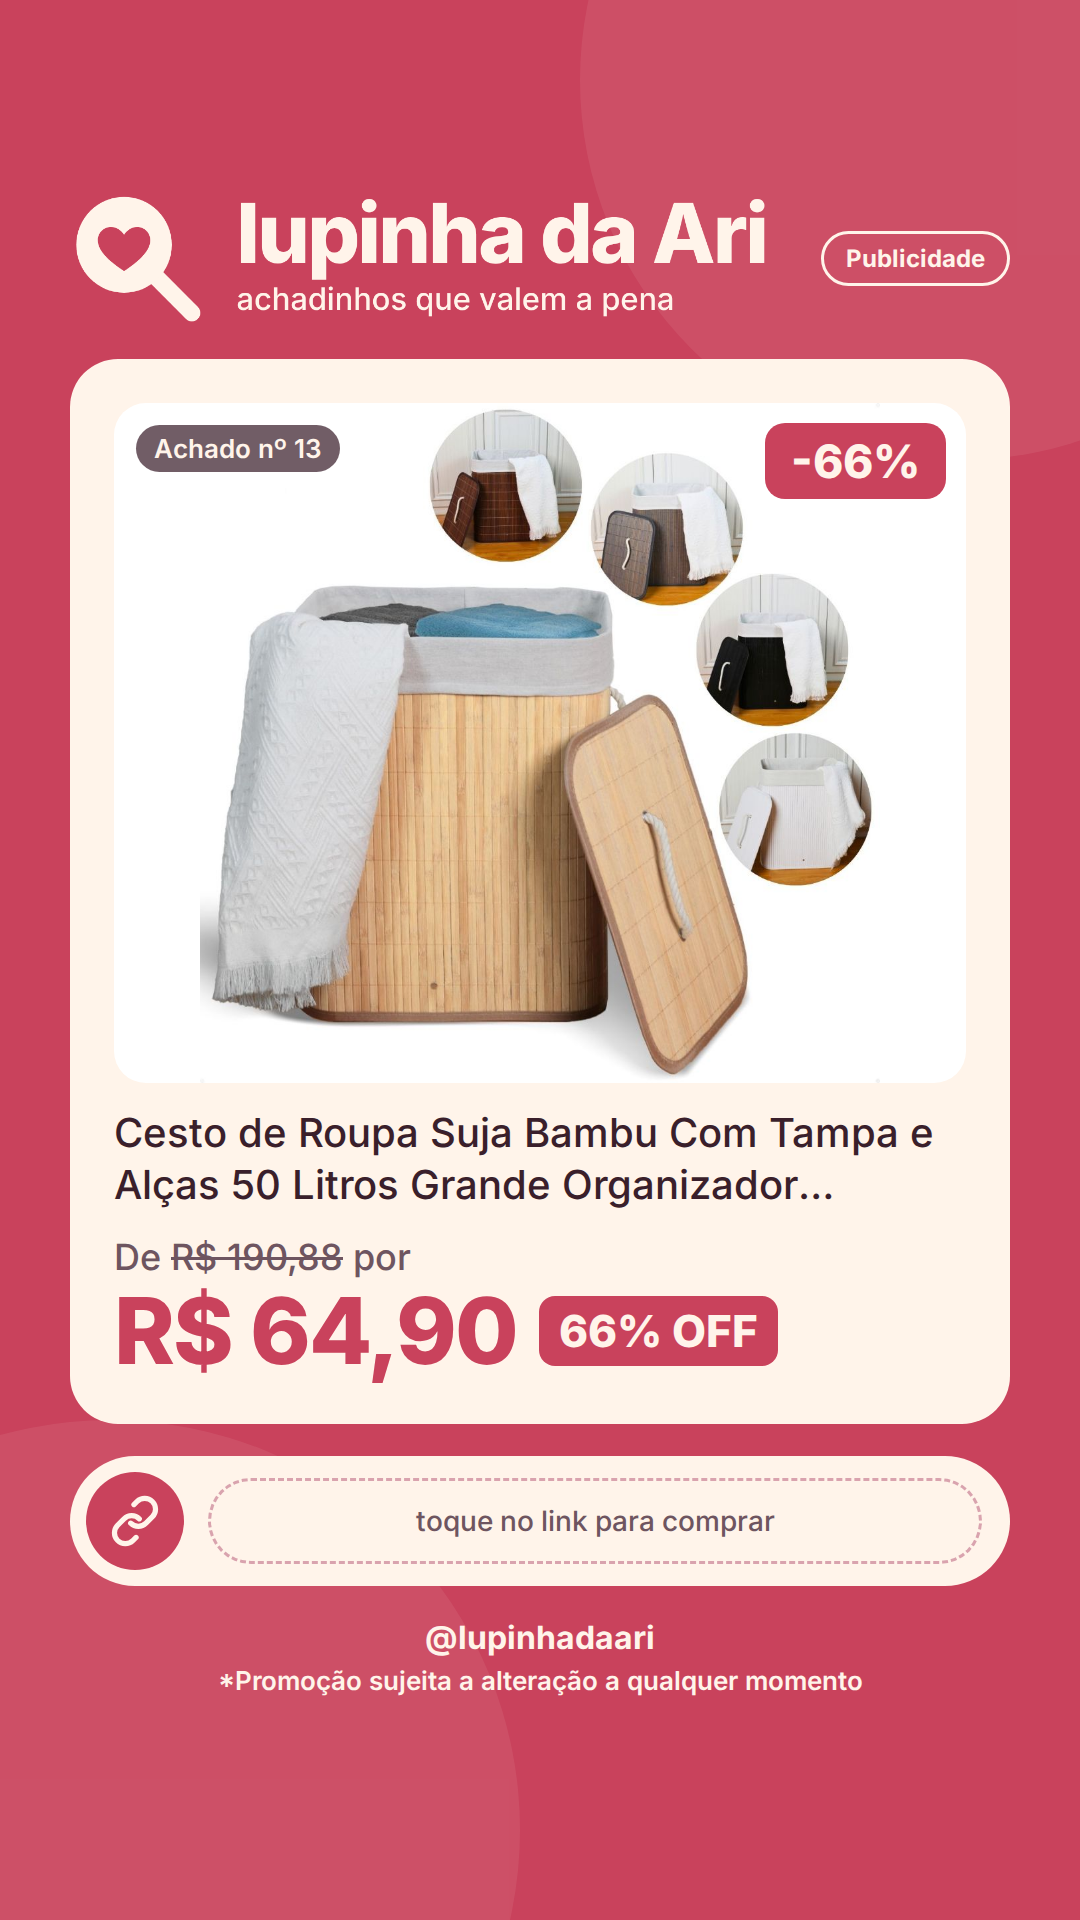 lupinha da Ari
achadinhos que valem a pena
Publicidade
Achado nº 13
-66%
Cesto de Roupa Suja Bambu Com Tampa e
Alças 50 Litros Grande Organizador...
De R$ 190,88 por
R$ 64,90
66% OFF
toque no link para comprar
@lupinhadaari
*Promoção sujeita a alteração a qualquer momento